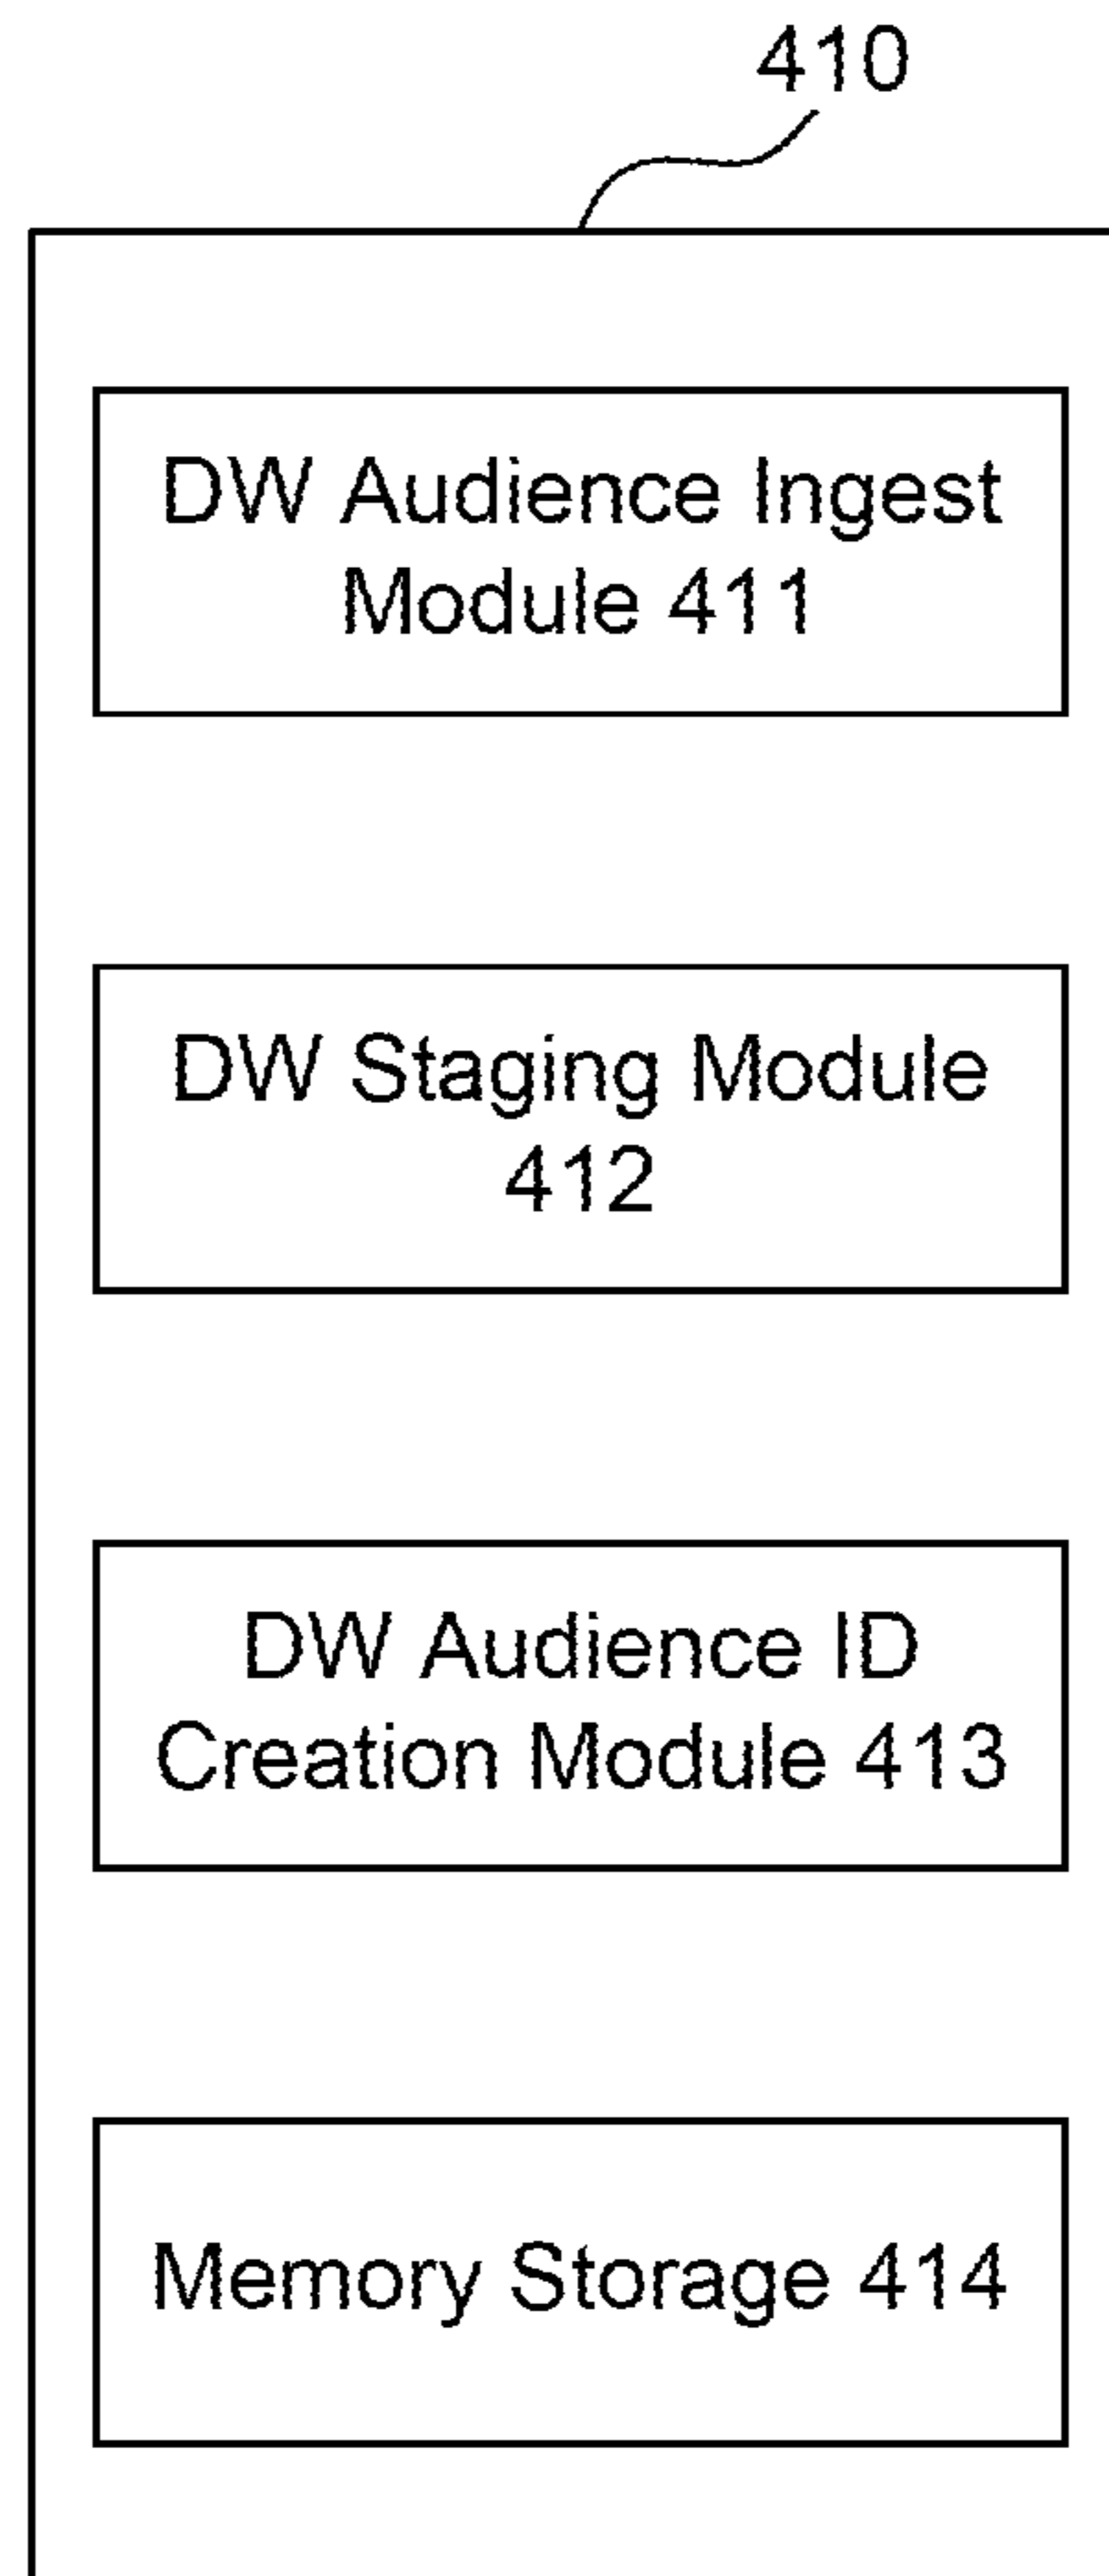 410
DW Audience Ingest
Module 411
DW Staging Module
412
DW Audience ID
Creation Module 413
Memory Storage 414